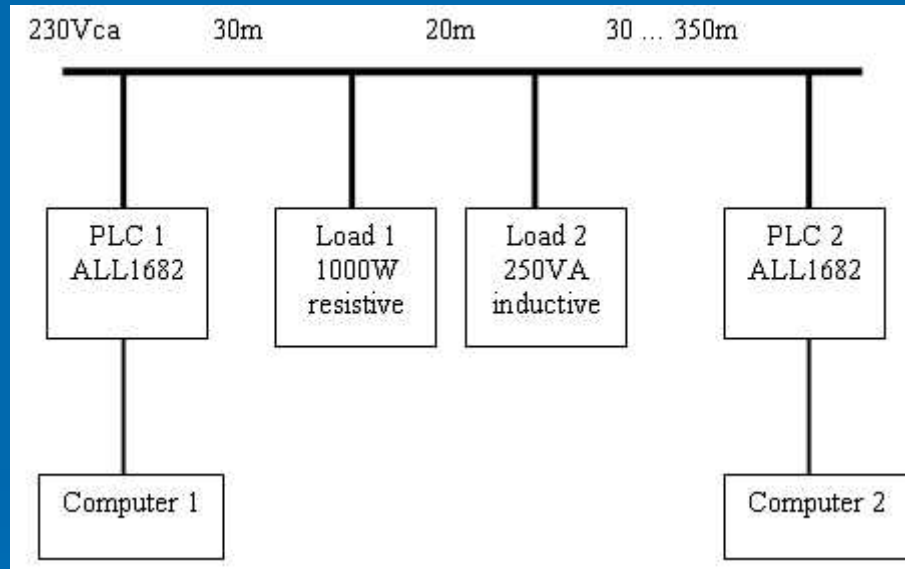 230Vca 30m 20m 30 ... 350m
PLC 1
ALL1682
Load 1
1000W
resistive
Load 2
250VA
inductive
PLC 2
ALL1682
Computer 1
Computer 2